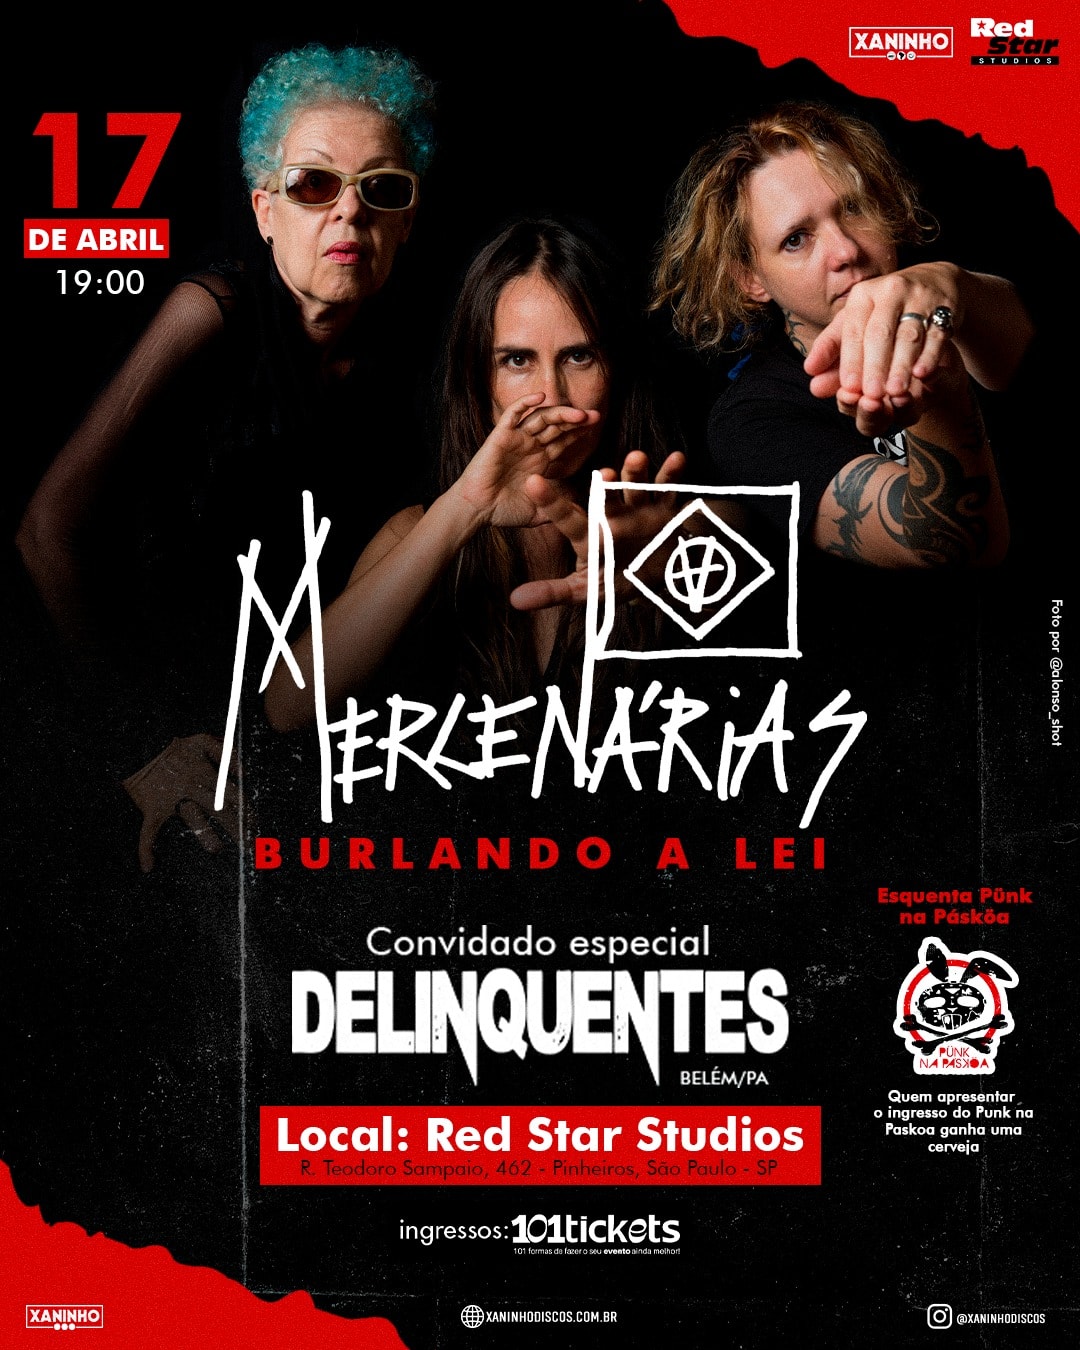 XANINHO
Red
Star
STUDIOS
17
DE ABRIL
19:00
MERCENÁRIAS
Foto por @alonso_shot
BURLANDO A LEI
Esquenta Pünk
na Pásköa
Convidado especial
DELINQUENTES
BELÉM/PA
PÜNK
NA PÁSKÖA
Quem apresentar
o ingresso do Punk na
Paskoa ganha uma
cerveja
Local: Red Star Studios
R. Teodoro Sampaio, 462 - Pinheiros, São Paulo - SP
ingressos: 101tickets
101 formas de fazer o seu evento ainda melhor!
XANINHO
XANINHODISCOS.COM.BR
@XANINHODISCOS